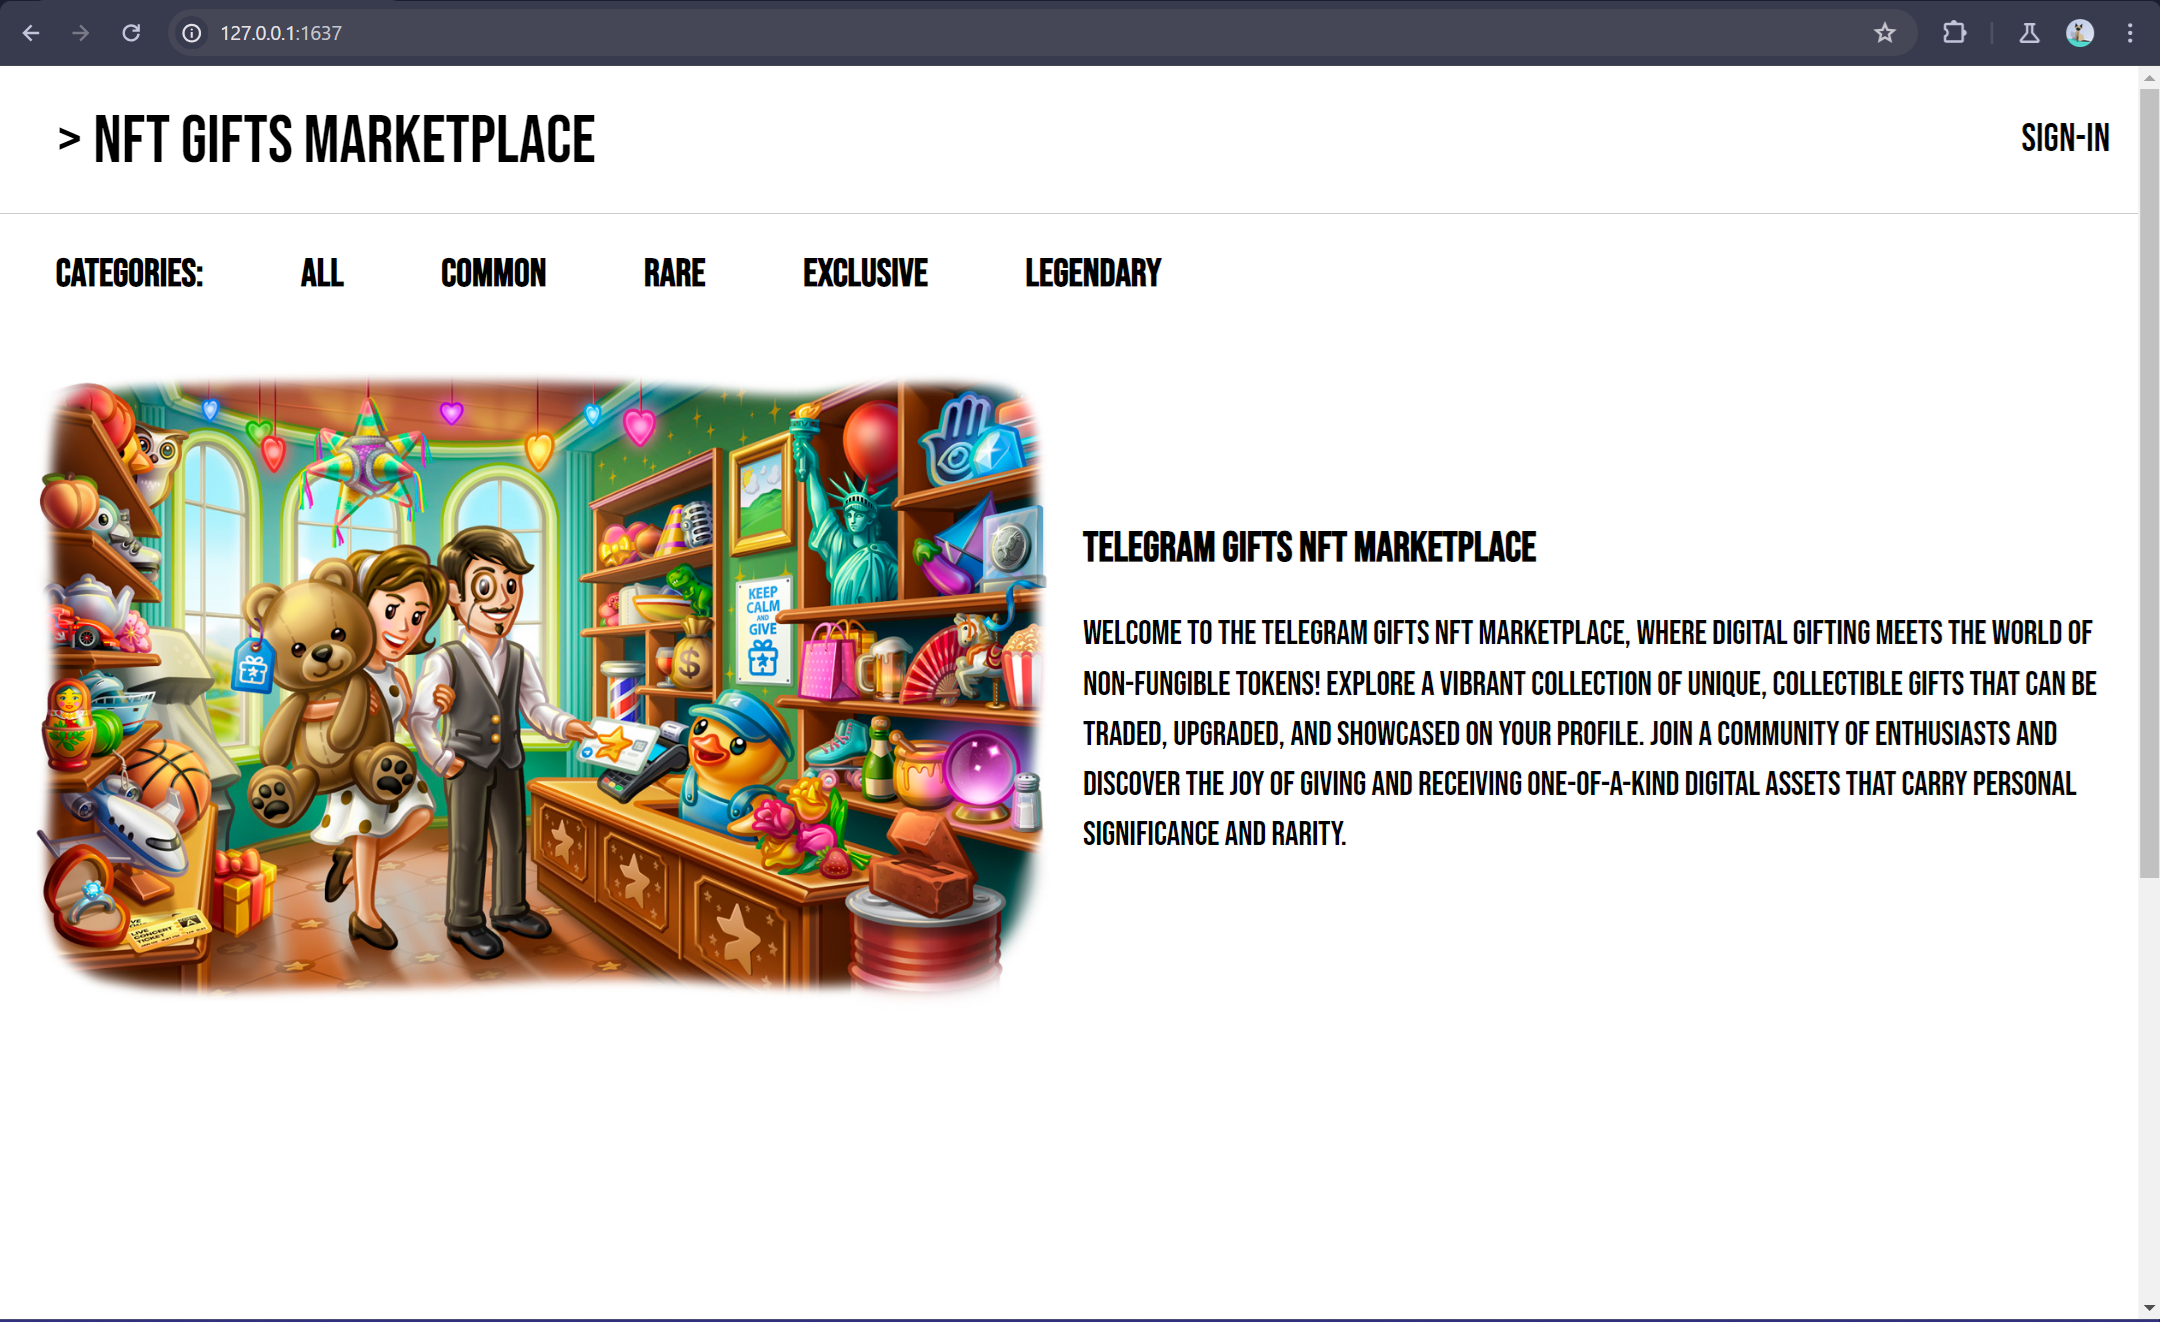 127.0.0.1:1637
> NFT GIFTS MARKETPLACE
SIGN-IN
CATEGORIES:
ALL
COMMON
RARE
EXCLUSIVE
LEGENDARY
KEEP
CALM
AND
GIVE
$
LIVE
CONCERT
TICKET
TELEGRAM GIFTS NFT MARKETPLACE
WELCOME TO THE TELEGRAM GIFTS NFT MARKETPLACE, WHERE DIGITAL GIFTING MEETS THE WORLD OF
NON-FUNGIBLE TOKENS! EXPLORE A VIBRANT COLLECTION OF UNIQUE, COLLECTIBLE GIFTS THAT CAN BE
TRADED, UPGRADED, AND SHOWCASED ON YOUR PROFILE. JOIN A COMMUNITY OF ENTHUSIASTS AND
DISCOVER THE JOY OF GIVING AND RECEIVING ONE-OF-A-KIND DIGITAL ASSETS THAT CARRY PERSONAL
SIGNIFICANCE AND RARITY.